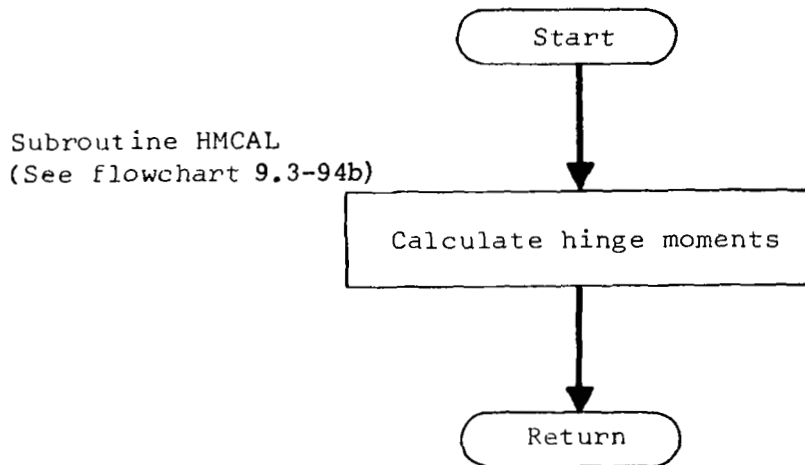 Start
Subroutine HMCAL
(See flowchart 9.3-94b)
Calculate hinge moments
Return